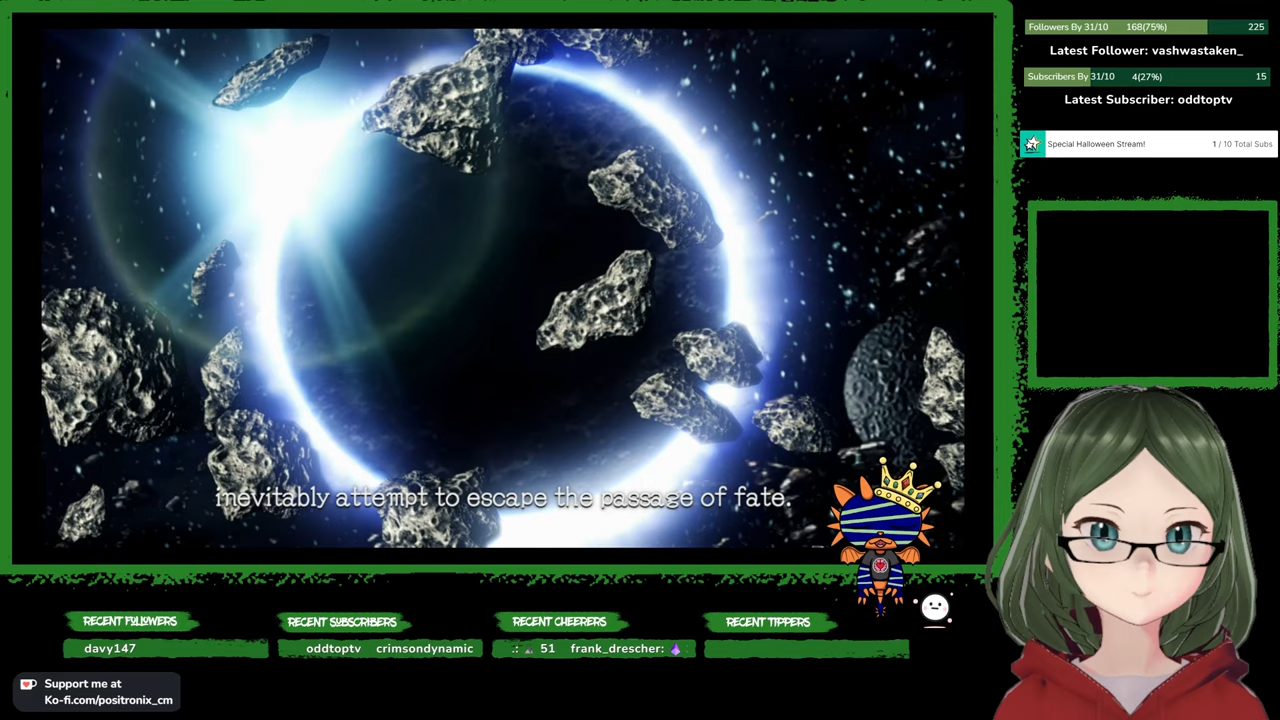 Followers By 31/10 168(75%) 225
Latest Follower: vashwastaken_
Subscribers By 31/10 4(27%) 15
Latest Subscriber: oddtoptv
Special Halloween Stream! 1 / 10 Total Subs
inevitably attempt to escape the passage of fate.
RECENT FOLLOWERS
RECENT SUBSCRIBERS
RECENT CHEERERS
RECENT TIPPERS
davy147
oddtoptv crimsondynamic
51 frank_drescher:
Support me at
Ko-fi.com/positronix_cm